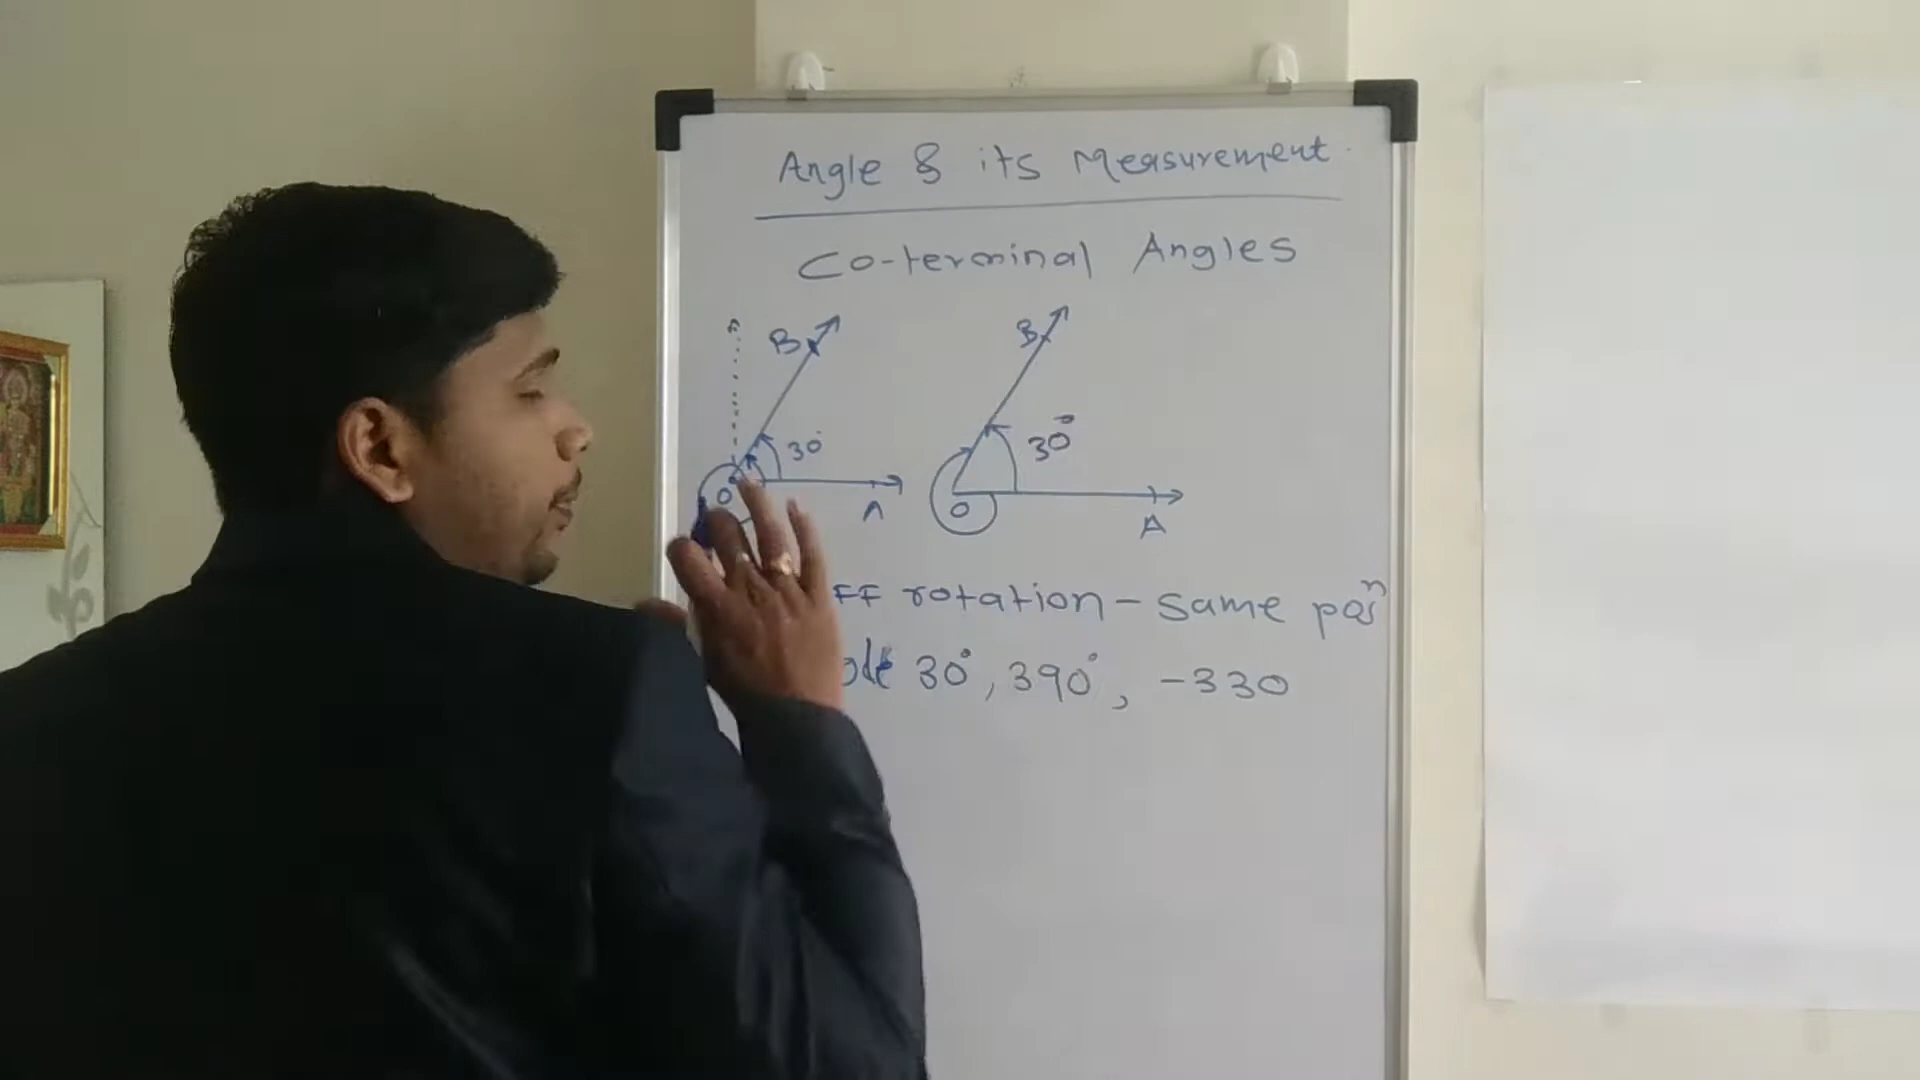 Angle & its Measurement
Co-terminal Angles
B 30° O A
B 30° O A
rotation - same posⁿ
30°, 390°, -330